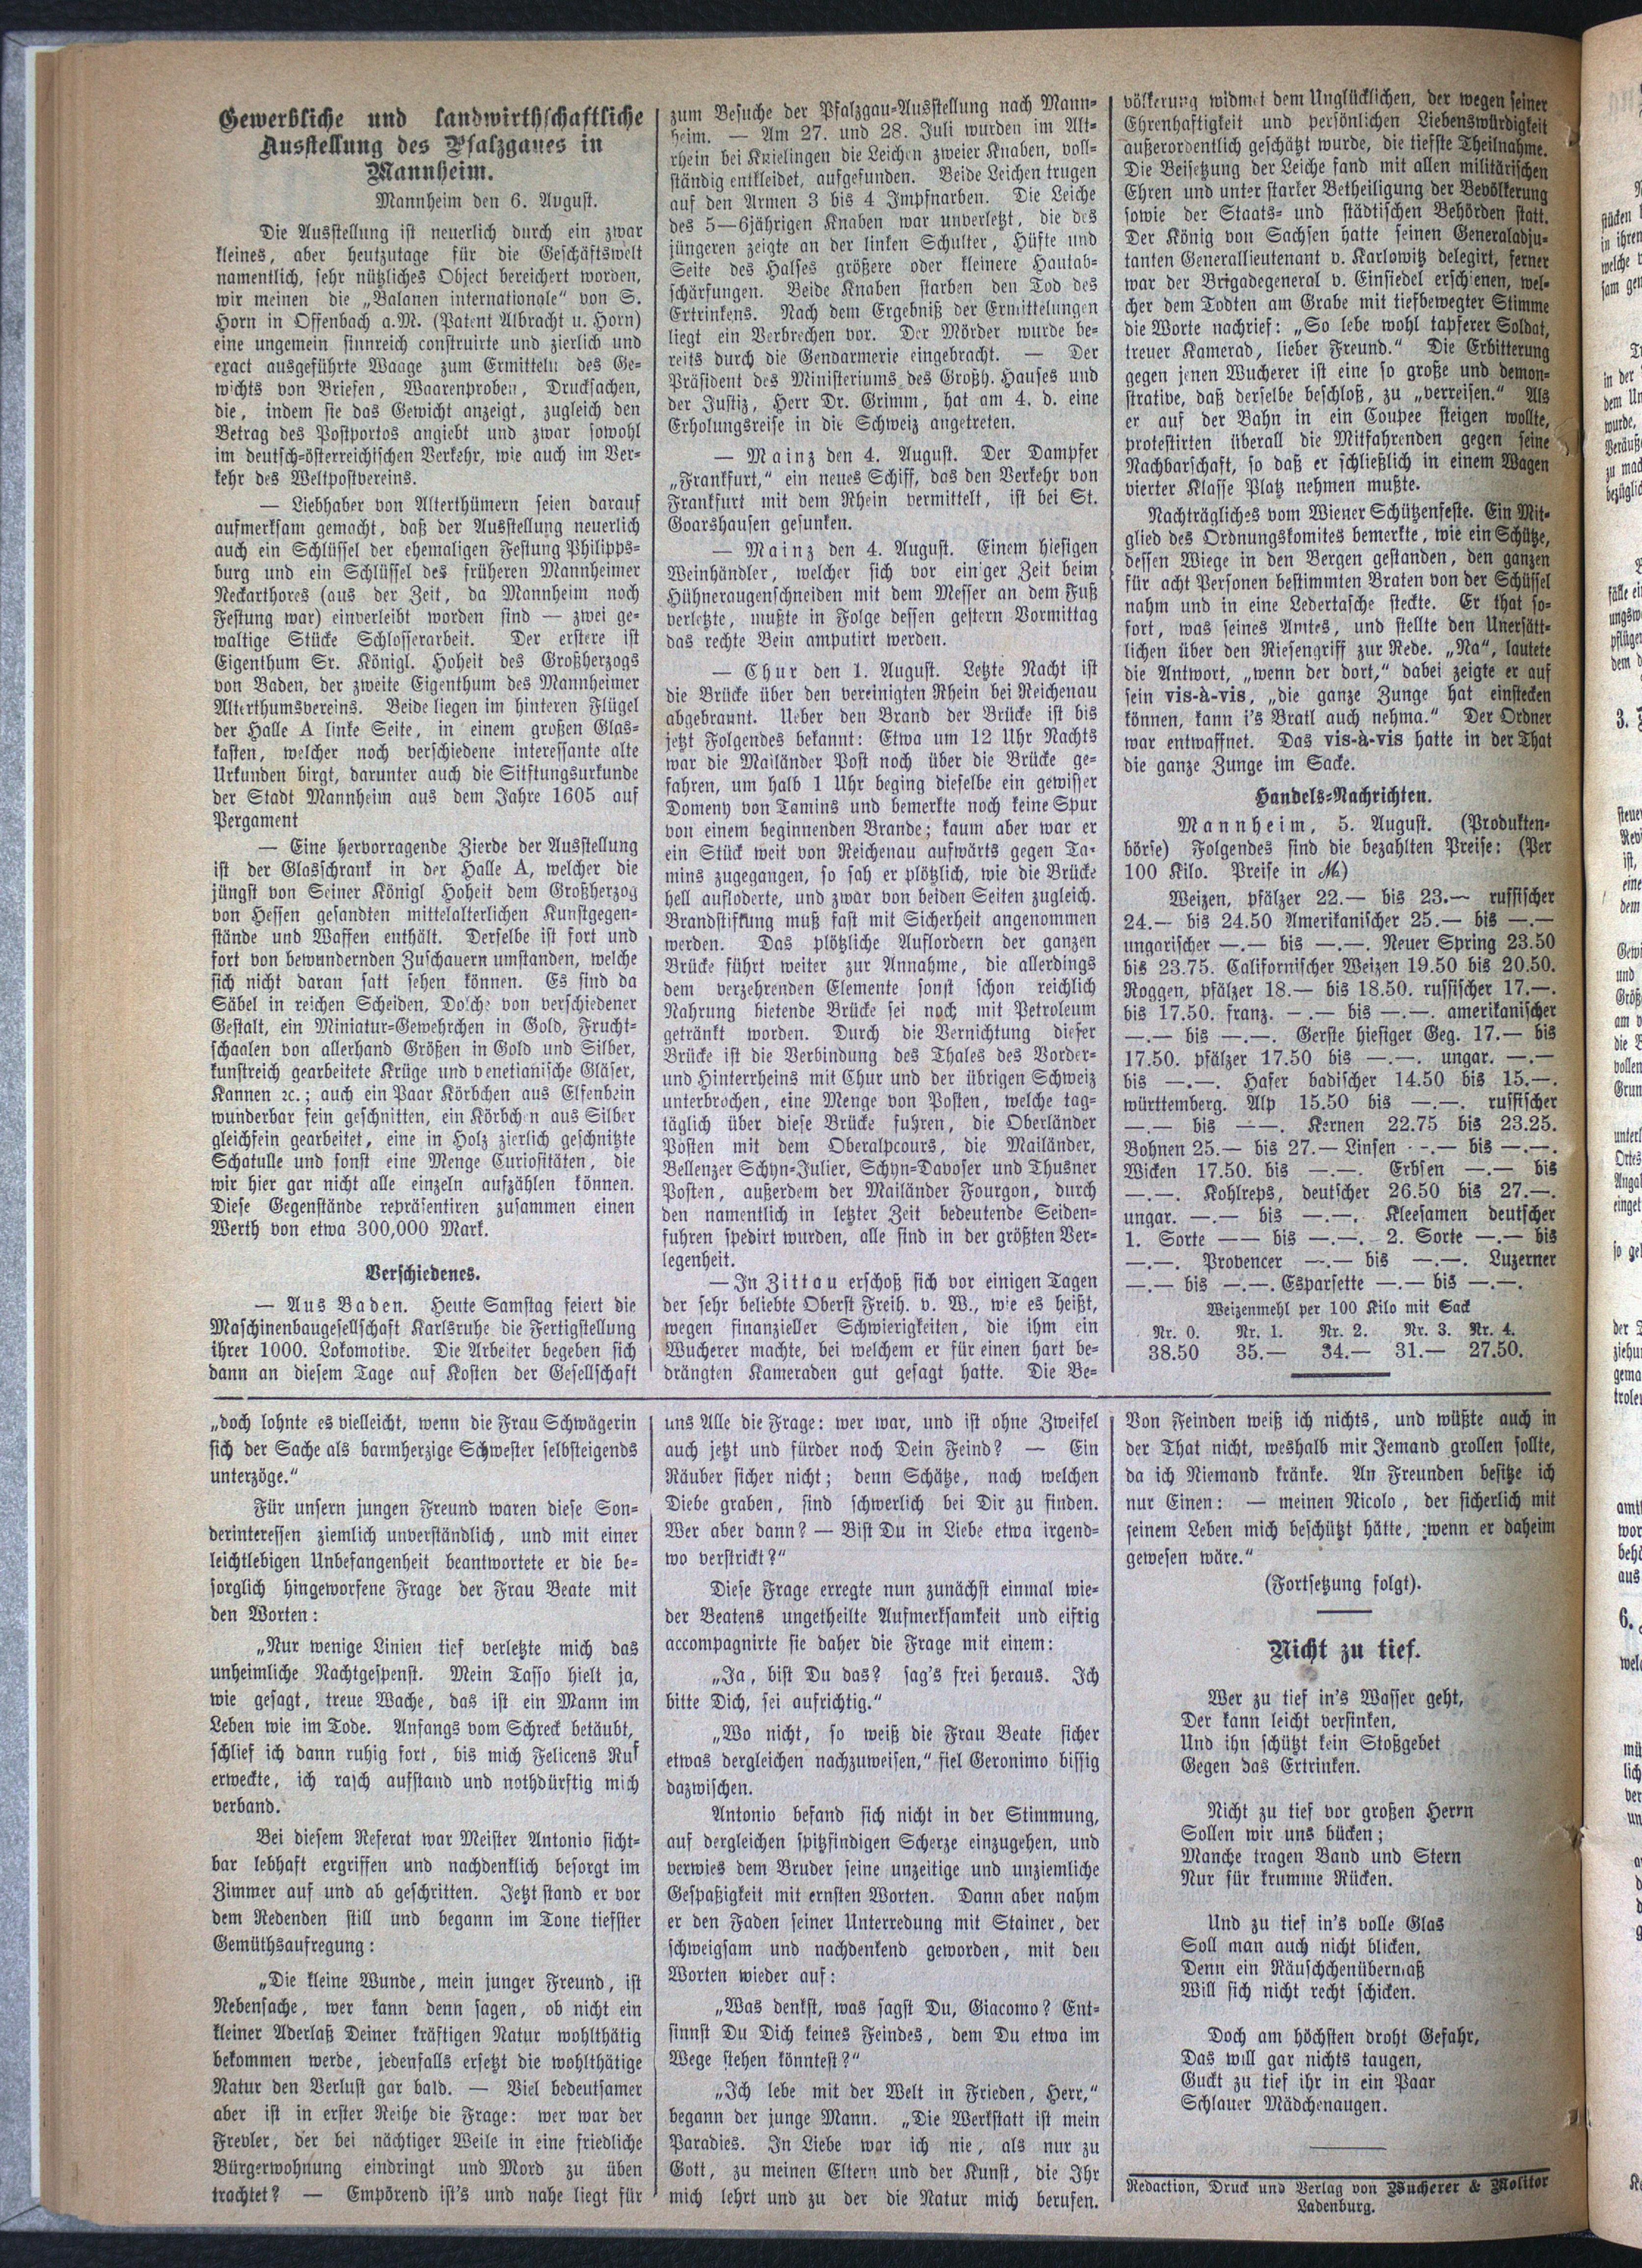 Gewerbliche und landwirthschaftliche
Ausstellung des Pfalzgaues in
Mannheim.
Mannheim den 6. August.
Die Ausstellung ist neuerlich durch ein zwar
kleines, aber heutzutage für die Geschäftswelt
namentlich, sehr nützliches Object bereichert worden,
wir meinen die „Balanen internationale“ von S.
Horn in Offenbach a.M. (Patent Albracht u. Horn)
eine ungemein sinnreich construirte und zierlich und
exact ausgeführte Waage zum Ermitteln des Ge-
wichts von Briefen, Waarenproben, Drucksachen,
die, indem sie das Gewicht anzeigt, zugleich den
Betrag des Postportos angiebt und zwar sowohl
im deutsch-österreichischen Verkehr, wie auch im Ver-
kehr des Weltpostvereins.
— Liebhaber von Alterthümern seien darauf
aufmerksam gemacht, daß der Ausstellung neuerlich
auch ein Schlüssel der ehemaligen Festung Philipps-
burg und ein Schlüssel des früheren Mannheimer
Neckarthores (aus der Zeit, da Mannheim noch
Festung war) einverleibt worden sind — zwei ge-
waltige Stücke Schlosserarbeit. Der erstere ist
Eigenthum Sr. Königl. Hoheit des Großherzogs
von Baden, der zweite Eigenthum des Mannheimer
Alterthumsvereins. Beide liegen im hinteren Flügel
der Halle A linke Seite, in einem großen Glas-
kasten, welcher noch verschiedene interessante alte
Urkunden birgt, darunter auch die Sitftungsurkunde
der Stadt Mannheim aus dem Jahre 1605 auf
Pergament
— Eine hervorragende Zierde der Ausstellung
ist der Glasschrank in der Halle A, welcher die
jüngst von Seiner Königl Hoheit dem Großherzog
von Hessen gesandten mittelalterlichen Kunstgegen-
stände und Waffen enthält. Derselbe ist fort und
fort von bewundernden Zuschauern umstanden, welche
sich nicht daran satt sehen können. Es sind da
Säbel in reichen Scheiden, Dolche von verschiedener
Gestalt, ein Miniatur-Gewehrchen in Gold, Frucht-
schaalen von allerhand Größen in Gold und Silber,
kunstreich gearbeitete Krüge und venetianische Gläser,
Kannen ꝛc.; auch ein Paar Körbchen aus Elfenbein
wunderbar fein geschnitten, ein Körbchen aus Silber
gleichfein gearbeitet, eine in Holz zierlich geschnitzte
Schatulle und sonst eine Menge Curiositäten, die
wir hier gar nicht alle einzeln aufzählen können.
Diese Gegenstände repräsentiren zusammen einen
Werth von etwa 300,000 Mark.
Verschiedenes.
— Aus Baden. Heute Samstag feiert die
Maschinenbaugesellschaft Karlsruhe die Fertigstellung
ihrer 1000. Lokomotive. Die Arbeiter begeben sich
dann an diesem Tage auf Kosten der Gesellschaft
zum Besuche der Pfalzgau-Ausstellung nach Mann-
heim. — Am 27. und 28. Juli wurden im Alt-
rhein bei Knielingen die Leichen zweier Knaben, voll-
ständig entkleidet, aufgefunden. Beide Leichen trugen
auf den Armen 3 bis 4 Impfnarben. Die Leiche
des 5—6jährigen Knaben war unverletzt, die des
jüngeren zeigte an der linken Schulter, Hüfte und
Seite des Halses größere oder kleinere Hautab-
schärfungen. Beide Knaben starben den Tod des
Ertrinkens. Nach dem Ergebniß der Ermittelungen
liegt ein Verbrechen vor. Der Mörder wurde be-
reits durch die Gendarmerie eingebracht. — Der
Präsident des Ministeriums des Großh. Hauses und
der Justiz, Herr Dr. Grimm, hat am 4. d. eine
Erholungsreise in die Schweiz angetreten.
— Mainz den 4. August. Der Dampfer
„Frankfurt,“ ein neues Schiff, das den Verkehr von
Frankfurt mit dem Rhein vermittelt, ist bei St.
Goarshausen gesunken.
— Mainz den 4. August. Einem hiesigen
Weinhändler, welcher sich vor einiger Zeit beim
Hühneraugenschneiden mit dem Messer an dem Fuß
verletzte, mußte in Folge dessen gestern Vormittag
das rechte Bein amputirt werden.
— Chur den 1. August. Letzte Nacht ist
die Brücke über den vereinigten Rhein bei Reichenau
abgebrannt. Ueber den Brand der Brücke ist bis
jetzt Folgendes bekannt: Etwa um 12 Uhr Nachts
war die Mailänder Post noch über die Brücke ge-
fahren, um halb 1 Uhr beging dieselbe ein gewisser
Domeny von Tamins und bemerkte noch keine Spur
von einem beginnenden Brande; kaum aber war er
ein Stück weit von Reichenau aufwärts gegen Ta-
mins zugegangen, so sah er plötzlich, wie die Brücke
hell aufloderte, und zwar von beiden Seiten zugleich.
Brandstiftung muß fast mit Sicherheit angenommen
werden. Das plötzliche Auflordern der ganzen
Brücke führt weiter zur Annahme, die allerdings
dem verzehrenden Elemente sonst schon reichlich
Nahrung bietende Brücke sei noch mit Petroleum
getränkt worden. Durch die Vernichtung dieser
Brücke ist die Verbindung des Thales des Vorder-
und Hinterrheins mit Chur und der übrigen Schweiz
unterbrochen, eine Menge von Posten, welche tag-
täglich über diese Brücke fuhren, die Oberländer
Posten mit dem Oberalpcours, die Mailänder,
Bellenzer Schyn-Julier, Schyn-Davoser und Thusner
Posten, außerdem der Mailänder Fourgon, durch
den namentlich in letzter Zeit bedeutende Seiden-
fuhren spedirt wurden, alle sind in der größten Ver-
legenheit.
— In Zittau erschoß sich vor einigen Tagen
der sehr beliebte Oberst Freih. v. W., wie es heißt,
wegen finanzieller Schwierigkeiten, die ihm ein
Wucherer machte, bei welchem er für einen hart be-
drängten Kameraden gut gesagt hatte. Die Be-
völkerung widmet dem Unglücklichen, der wegen seiner
Ehrenhaftigkeit und persönlichen Liebenswürdigkeit
außerordentlich geschätzt wurde, die tiefste Theilnahme.
Die Beisetzung der Leiche fand mit allen militärischen
Ehren und unter starker Betheiligung der Bevölkerung
sowie der Staats- und städtischen Behörden statt.
Der König von Sachsen hatte seinen Generaladju-
tanten Generallieutenant v. Karlowitz delegirt, ferner
war der Brigadegeneral v. Einsiedel erschienen, wel-
cher dem Todten am Grabe mit tiefbewegter Stimme
die Worte nachrief: „So lebe wohl tapferer Soldat,
treuer Kamerad, lieber Freund.“ Die Erbitterung
gegen jenen Wucherer ist eine so große und demon-
strative, daß derselbe beschloß, zu „verreisen.“ Als
er auf der Bahn in ein Coupee steigen wollte,
protestirten überall die Mitfahrenden gegen seine
Nachbarschaft, so daß er schließlich in einem Wagen
vierter Klasse Platz nehmen mußte.
Nachträgliches vom Wiener Schützenfeste. Ein Mit-
glied des Ordnungskomites bemerkte, wie ein Schütze,
dessen Wiege in den Bergen gestanden, den ganzen
für acht Personen bestimmten Braten von der Schüssel
nahm und in eine Ledertasche steckte. Er that so-
fort, was seines Amtes, und stellte den Unersätt-
lichen über den Riesengriff zur Rede. „Na“, lautete
die Antwort, „wenn der dort,“ dabei zeigte er auf
sein vis-à-vis, „die ganze Zunge hat einstecken
können, kann i's Bratl auch nehma.“ Der Ordner
war entwaffnet. Das vis-à-vis hatte in der That
die ganze Zunge im Sacke.
Handels-Nachrichten.
Mannheim, 5. August. (Produkten-
börse) Folgendes sind die bezahlten Preise: (Per
100 Kilo. Preise in M.)
Weizen, pfälzer 22.— bis 23.— russischer
24.— bis 24.50 Amerikanischer 25.— bis —.—
ungarischer —.— bis —.—. Neuer Spring 23.50
bis 23.75. Californischer Weizen 19.50 bis 20.50.
Roggen, pfälzer 18.— bis 18.50. russischer 17.—.
bis 17.50. franz. —.— bis —.—. amerikanischer
—.— bis —.—. Gerste hiesiger Geg. 17.— bis
17.50. pfälzer 17.50 bis —.—. ungar. —.—
bis —.—. Hafer badischer 14.50 bis 15.—.
württemberg. Alp 15.50 bis —.—. russischer
—.— bis —.—. Kernen 22.75 bis 23.25.
Bohnen 25.— bis 27.— Linsen —.— bis —.—.
Wicken 17.50. bis —.—. Erbsen —.— bis
—.—. Kohlreps, deutscher 26.50 bis 27.—.
ungar. —.— bis —.—. Kleesamen deutscher
1. Sorte —— bis —.—. 2. Sorte —.— bis
—.—. Provencer —.— bis —.—. Luzerner
—.— bis —.—. Esparsette —.— bis —.—.
Weizenmehl per 100 Kilo mit Sack
Nr. 0. Nr. 1. Nr. 2. Nr. 3. Nr. 4.
38.50 35.— 34.— 31.— 27.50.
„doch lohnte es vielleicht, wenn die Frau Schwägerin
sich der Sache als barmherzige Schwester selbsteigends
unterzöge.“
Für unsern jungen Freund waren diese Son-
derinteressen ziemlich unverständlich, und mit einer
leichtlebigen Unbefangenheit beantwortete er die be-
sorglich hingeworfene Frage der Frau Beate mit
den Worten:
„Nur wenige Linien tief verletzte mich das
unheimliche Nachtgespenst. Mein Tasso hielt ja,
wie gesagt, treue Wache, das ist ein Mann im
Leben wie im Tode. Anfangs vom Schreck betäubt,
schlief ich dann ruhig fort, bis mich Felicens Ruf
erweckte, ich rasch aufstand und nothdürftig mich
verband.
Bei diesem Referat war Meister Antonio sicht-
bar lebhaft ergriffen und nachdenklich besorgt im
Zimmer auf und ab geschritten. Jetzt stand er vor
dem Redenden still und begann im Tone tiefster
Gemüthsaufregung:
„Die kleine Wunde, mein junger Freund, ist
Nebensache, wer kann denn sagen, ob nicht ein
kleiner Aderlaß Deiner kräftigen Natur wohlthätig
bekommen werde, jedenfalls ersetzt die wohlthätige
Natur den Verlust gar bald. — Viel bedeutsamer
aber ist in erster Reihe die Frage: wer war der
Frevler, der bei nächtiger Weile in eine friedliche
Bürgerwohnung eindringt und Mord zu üben
trachtet? — Empörend ist's und nahe liegt für
uns Alle die Frage: wer war, und ist ohne Zweifel
auch jetzt und fürder noch Dein Feind? — Ein
Räuber sicher nicht; denn Schätze, nach welchen
Diebe graben, sind schwerlich bei Dir zu finden.
Wer aber dann? — Bist Du in Liebe etwa irgend-
wo verstrickt?“
Diese Frage erregte nun zunächst einmal wie-
der Beatens ungetheilte Aufmerksamkeit und eifrig
accompagnirte sie daher die Frage mit einem:
„Ja, bist Du das? sag's frei heraus. Ich
bitte Dich, sei aufrichtig.“
„Wo nicht, so weiß die Frau Beate sicher
etwas dergleichen nachzuweisen,“ fiel Geronimo bissig
dazwischen.
Antonio befand sich nicht in der Stimmung,
auf dergleichen spitzfindigen Scherze einzugehen, und
verwies dem Bruder seine unzeitige und unziemliche
Gespaßigkeit mit ernsten Worten. Dann aber nahm
er den Faden seiner Unterredung mit Stainer, der
schweigsam und nachdenkend geworden, mit den
Worten wieder auf:
„Was denkst, was sagst Du, Giacomo? Ent-
sinnst Du Dich keines Feindes, dem Du etwa im
Wege stehen könntest?“
„Ich lebe mit der Welt in Frieden, Herr,“
begann der junge Mann. „Die Werkstatt ist mein
Paradies. In Liebe war ich nie, als nur zu
Gott, zu meinen Eltern und der Kunst, die Ihr
mich lehrt und zu der die Natur mich berufen.
Von Feinden weiß ich nichts, und wüßte auch in
der That nicht, weshalb mir Jemand grollen sollte,
da ich Niemand kränke. An Freunden besitze ich
nur Einen: — meinen Nicolo, der sicherlich mit
seinem Leben mich beschützt hätte, wenn er daheim
gewesen wäre.“
(Fortsetzung folgt).
Nicht zu tief.
Wer zu tief in's Wasser geht,
Der kann leicht versinken,
Und ihn schützt kein Stoßgebet
Gegen das Ertrinken.
Nicht zu tief vor großen Herrn
Sollen wir uns bücken;
Manche tragen Band und Stern
Nur für krumme Rücken.
Und zu tief in's volle Glas
Soll man auch nicht blicken,
Denn ein Räuschchenübermaß
Will sich nicht recht schicken.
Doch am höchsten droht Gefahr,
Das will gar nichts taugen,
Guckt zu tief ihr in ein Paar
Schlauer Mädchenaugen.
Redaction, Druck und Verlag von Wucherer & Molitor
Ladenburg.